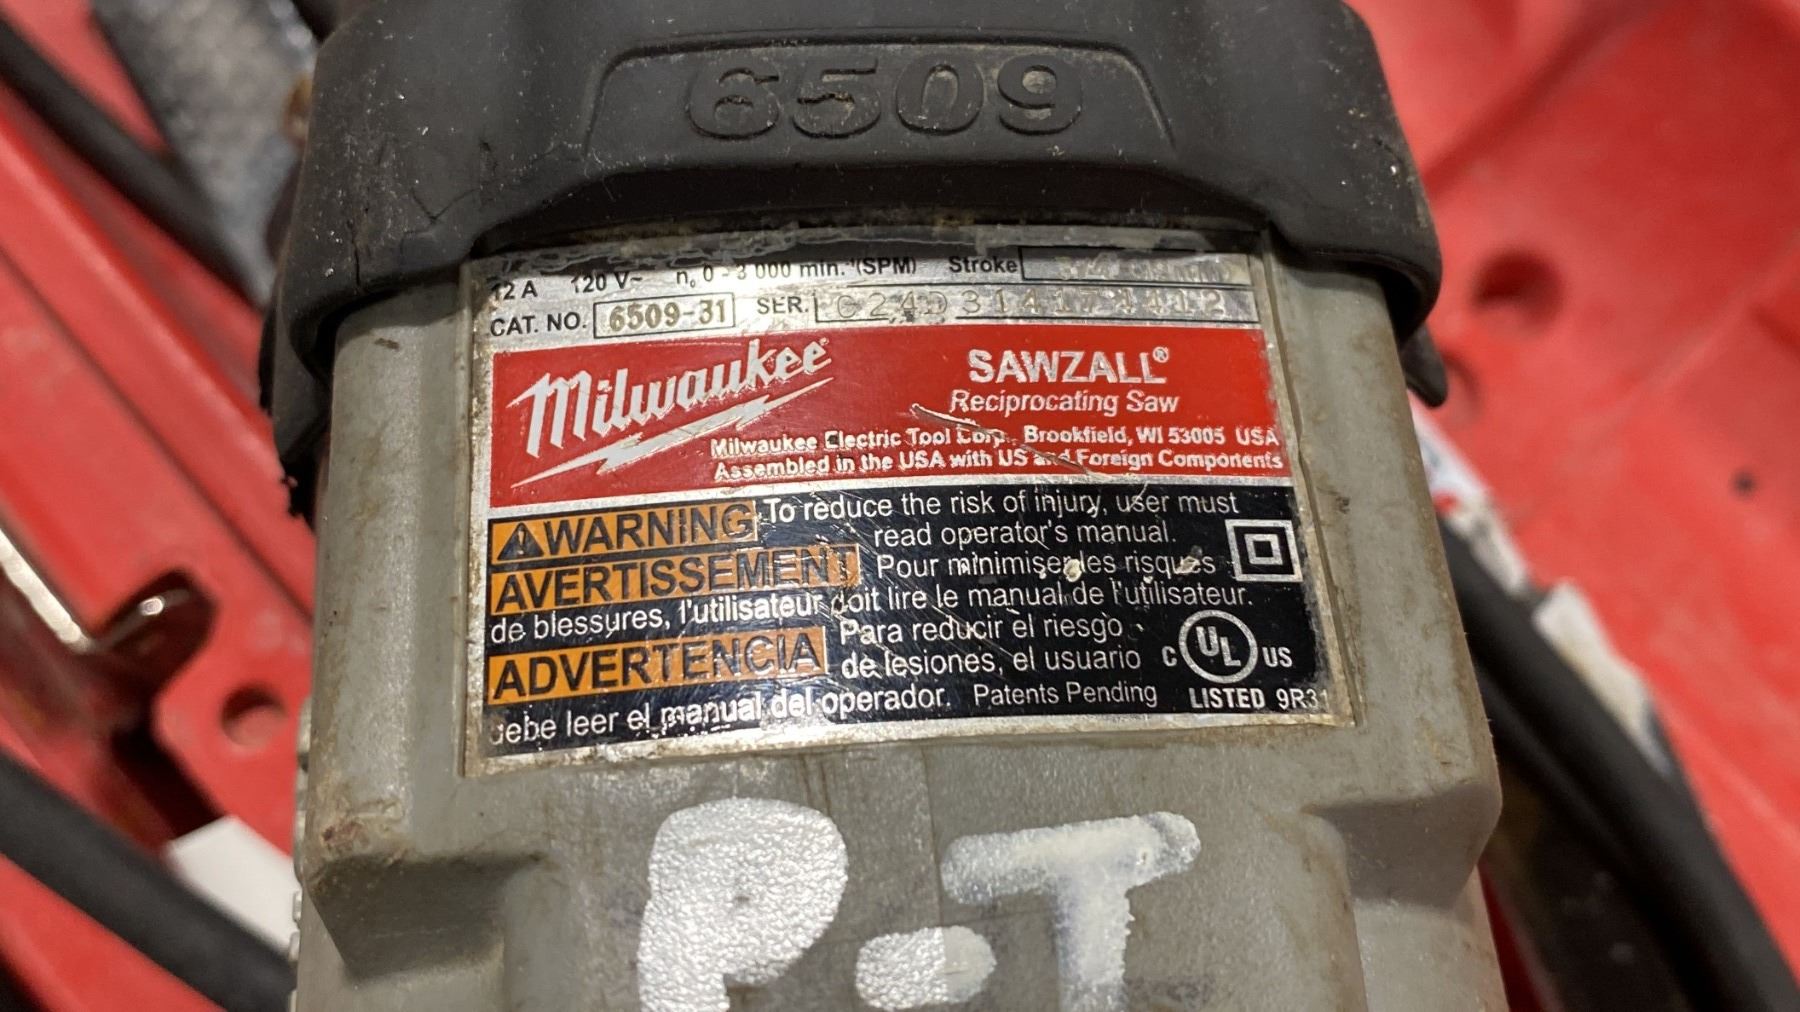 6509
12 A 120 V~ n₀ 0 - 3 000 min.⁻¹(SPM) Stroke
CAT. NO. 6509-31 SER.
Milwaukee
SAWZALL®
Reciprocating Saw
Milwaukee Electric Tool Corp. Brookfield, WI 53005 USA
Assembled in the USA with US and Foreign Components
⚠WARNING To reduce the risk of injury, user must
read operator's manual.
AVERTISSEMENT Pour minimiser les risques
de blessures, l'utilisateur doit lire le manual de l'utilisateur.
ADVERTENCIA Para reducir el riesgo
de lesiones, el usuario
debe leer el manual del operador. Patents Pending
C UL US
LISTED 9R31
P-T